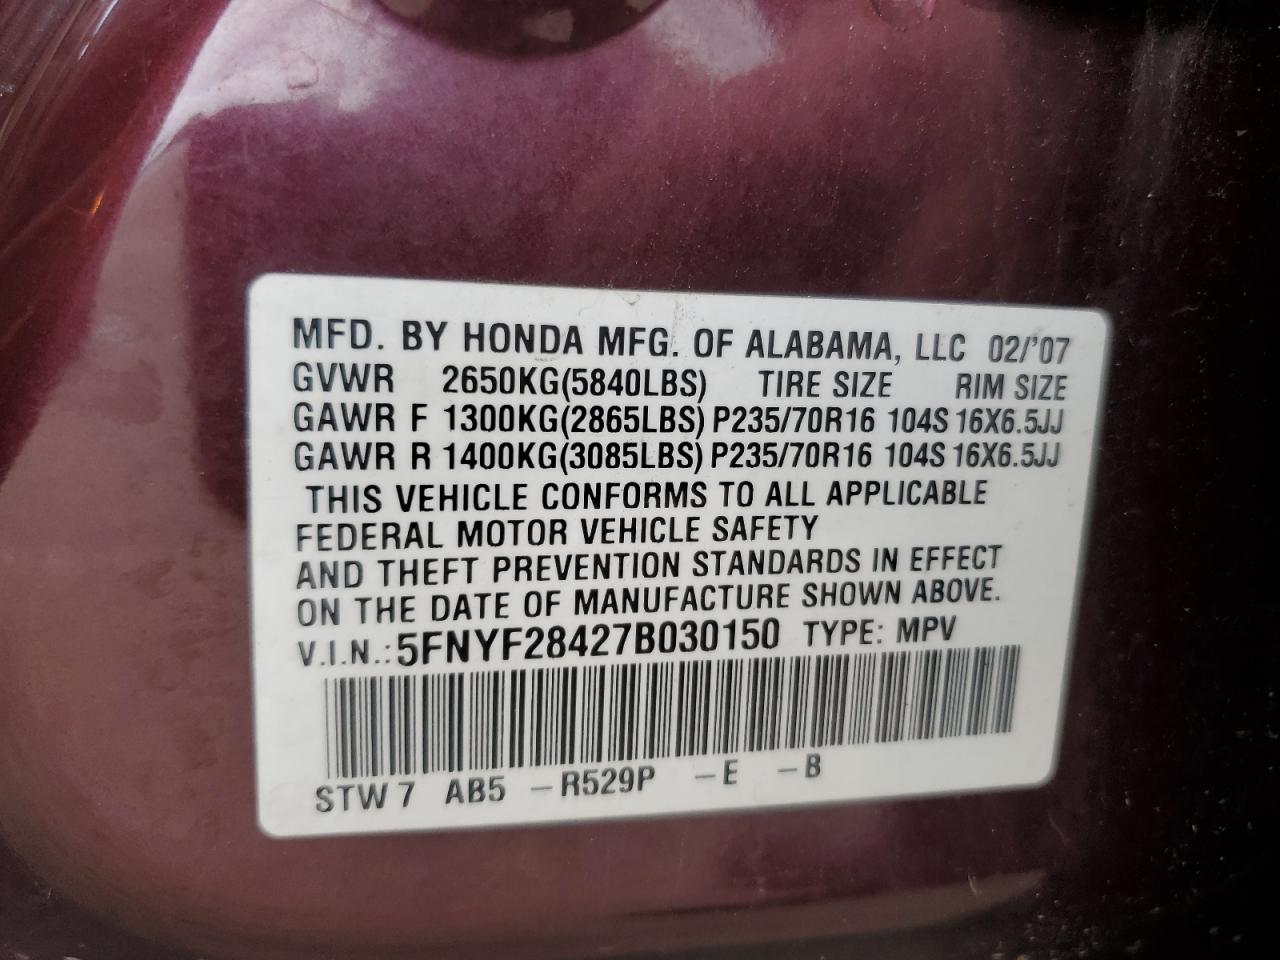 MFD. BY HONDA MFG. OF ALABAMA, LLC 02/'07
GVWR 2650KG(5840LBS) TIRE SIZE RIM SIZE
GAWR F 1300KG(2865LBS) P235/70R16 104S 16X6.5JJ
GAWR R 1400KG(3085LBS) P235/70R16 104S 16X6.5JJ
THIS VEHICLE CONFORMS TO ALL APPLICABLE
FEDERAL MOTOR VEHICLE SAFETY
AND THEFT PREVENTION STANDARDS IN EFFECT
ON THE DATE OF MANUFACTURE SHOWN ABOVE.
V.I.N.: 5FNYF28427B030150 TYPE: MPV
STW 7 AB5 – R529P – E – B